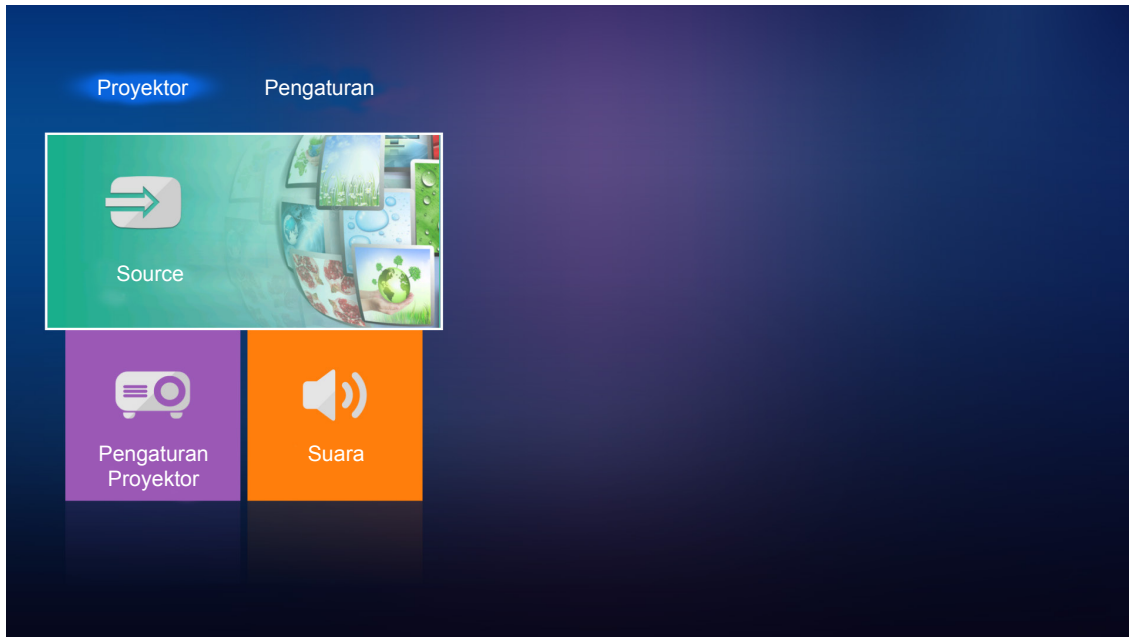 Proyektor
Pengaturan
Source
Pengaturan
Proyektor
Suara